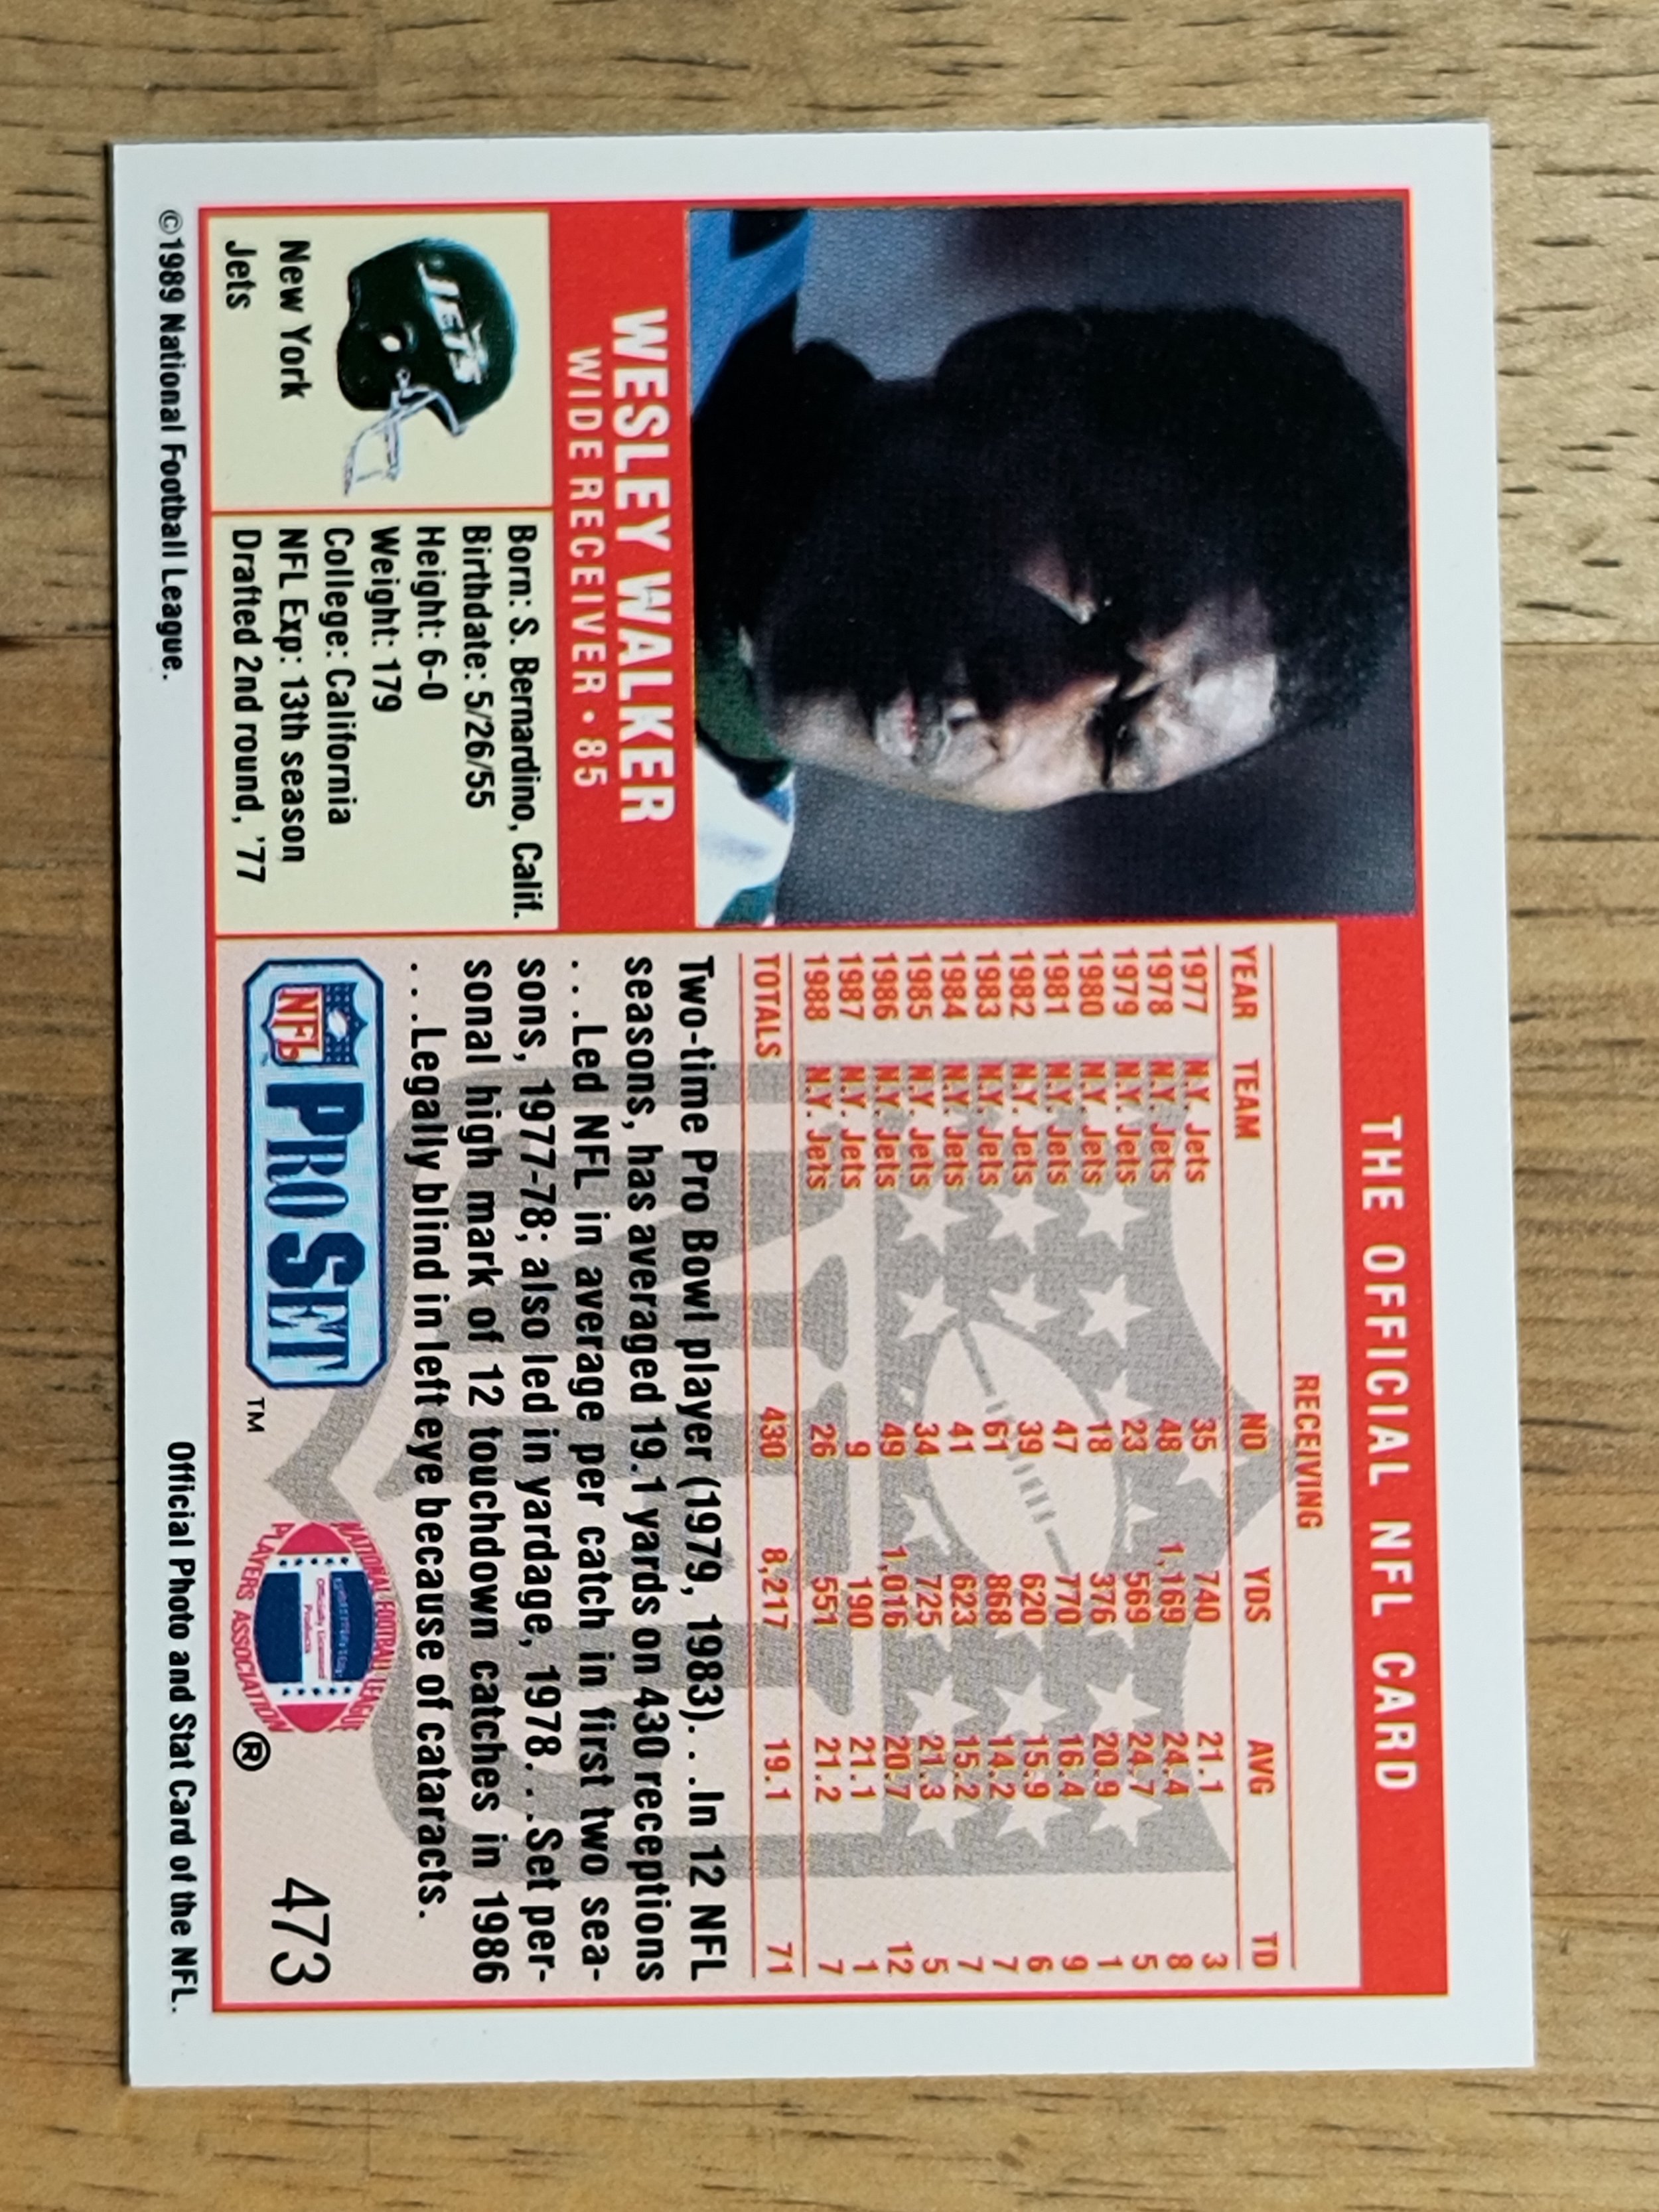 THE OFFICIAL NFL CARD
WESLEY WALKER
WIDE RECEIVER • 85
JETS
New York
Jets
Born: S. Bernardino, Calif.
Birthdate: 5/26/55
Height: 6-0
Weight: 179
College: California
NFL Exp: 13th season
Drafted 2nd round, '77
RECEIVING
YEAR TEAM NO YDS AVG TD
1977 N.Y. Jets 35 740 21.1 3
1978 N.Y. Jets 48 1,169 24.4 8
1979 N.Y. Jets 23 569 24.7 5
1980 N.Y. Jets 18 376 20.9 1
1981 N.Y. Jets 47 770 16.4 9
1982 N.Y. Jets 39 620 15.9 6
1983 N.Y. Jets 61 868 14.2 7
1984 N.Y. Jets 41 623 15.2 7
1985 N.Y. Jets 34 725 21.3 5
1986 N.Y. Jets 49 1,016 20.7 12
1987 N.Y. Jets 9 190 21.1 1
1988 N.Y. Jets 26 551 21.2 7
TOTALS 430 8,217 19.1 71
Two-time Pro Bowl player (1979, 1983). . .In 12 NFL
seasons, has averaged 19.1 yards on 430 receptions
. . .Led NFL in average per catch in first two sea-
sons, 1977-78; also led in yardage, 1978. . .Set per-
sonal high mark of 12 touchdown catches in 1986
. . .Legally blind in left eye because of cataracts.
NFL PRO SET ™
NATIONAL FOOTBALL LEAGUE
Officially Licensed
Products
PLAYERS ASSOCIATION
®
473
©1989 National Football League.
Official Photo and Stat Card of the NFL.